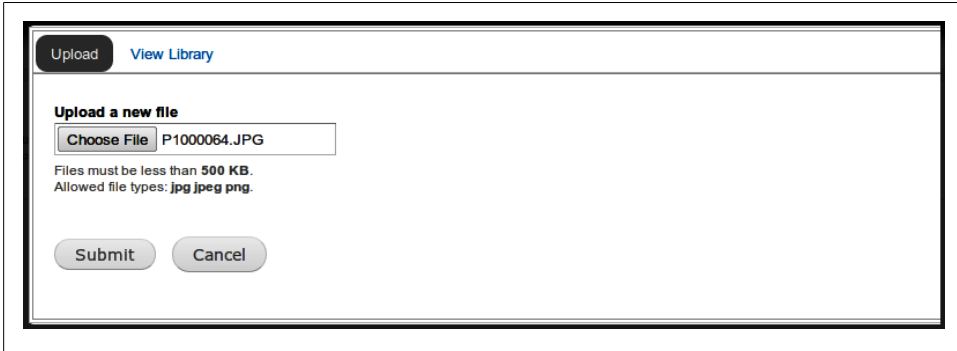 Upload View Library
Upload a new file
Choose File P1000064.JPG
Files must be less than 500 KB.
Allowed file types: jpg jpeg png.
Submit Cancel